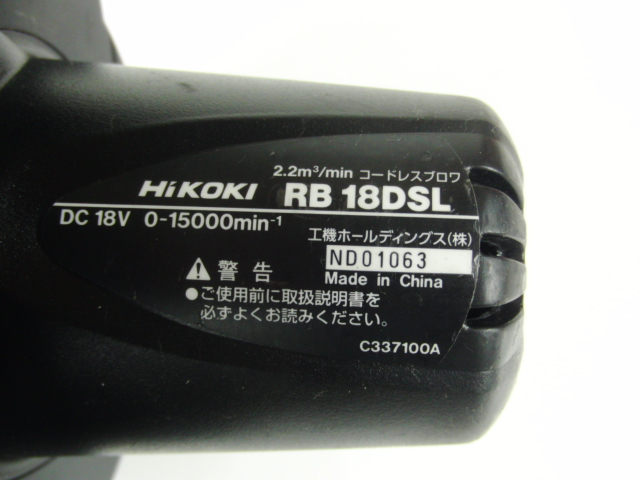 2.2m³/min コードレスブロワ
HiKOKI RB 18DSL
DC 18V 0-15000min⁻¹
工機ホールディングス(株)
ND01063
Made in China
警告
●ご使用前に取扱説明書を
必ずよくお読みください。
C337100A